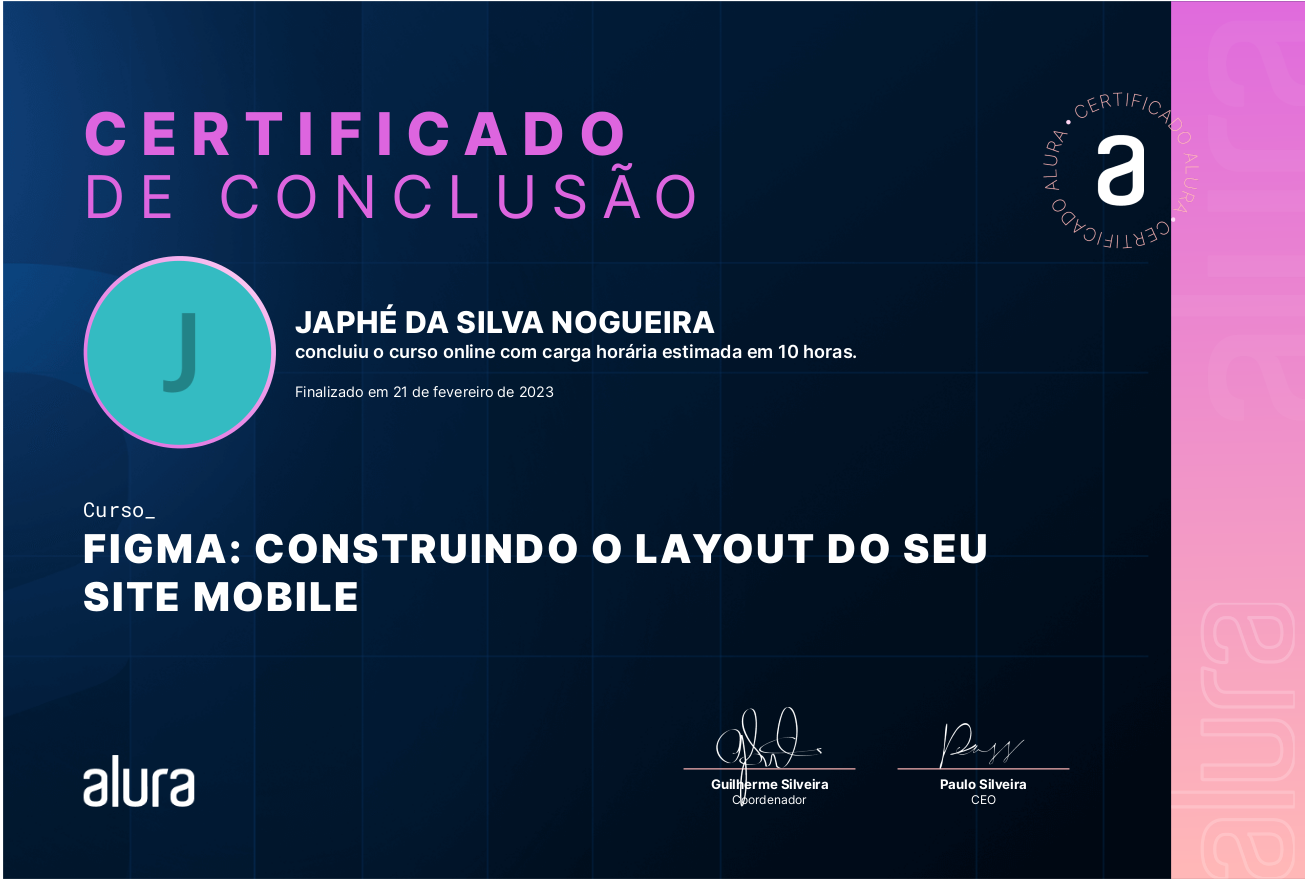 CERTIFICADO
DE CONCLUSÃO
CERTIFICADO ALURA • CERTIFICADO ALURA •
a
J
JAPHÉ DA SILVA NOGUEIRA
concluiu o curso online com carga horária estimada em 10 horas.
Finalizado em 21 de fevereiro de 2023
Curso_
FIGMA: CONSTRUINDO O LAYOUT DO SEU
SITE MOBILE
alura
Guilherme Silveira
Coordenador
Paulo Silveira
CEO
alura
alura